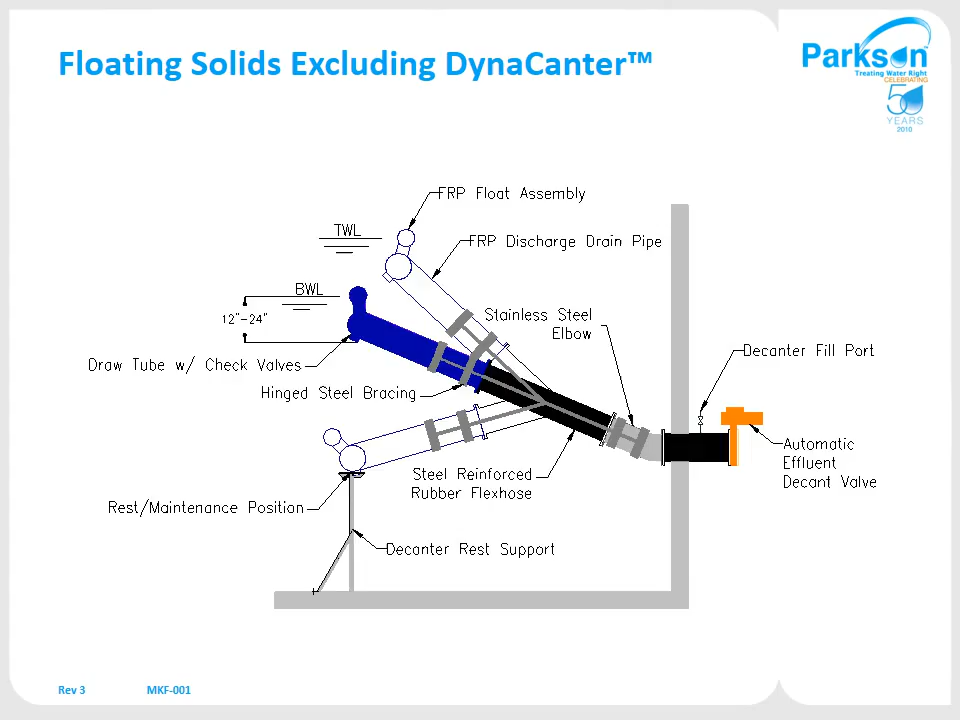 Floating Solids Excluding DynaCanter™
Parkson
Treating Water Right
CELEBRATING
50
YEARS
2010
FRP Float Assembly
TWL
FRP Discharge Drain Pipe
BWL
12"-24"
Stainless Steel
Elbow
Decanter Fill Port
Draw Tube w/ Check Valves
Hinged Steel Bracing
Automatic
Effluent
Decant Valve
Steel Reinforced
Rubber Flexhose
Rest/Maintenance Position
Decanter Rest Support
Rev 3
MKF-001